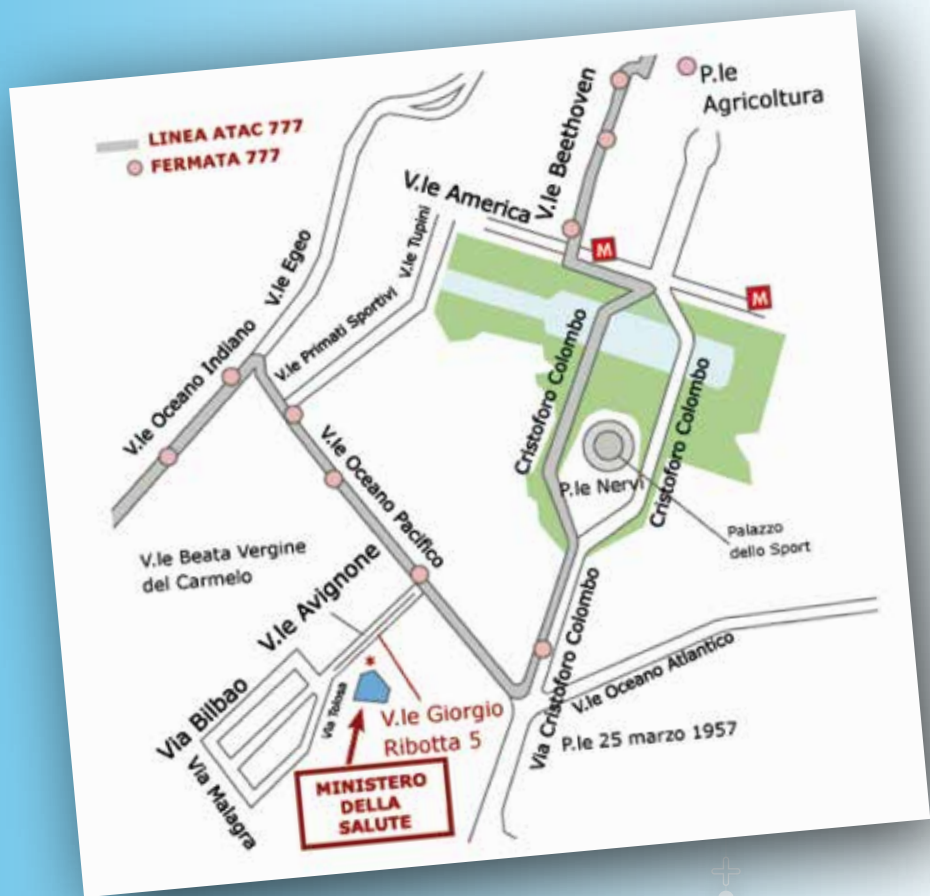 LINEA ATAC 777
FERMATA 777
P.le
Agricoltura
V.le Beethoven
V.le America
M
M
V.le Tupini
V.le Egeo
V.le Primati Sportivi
V.le Oceano Indiano
Cristoforo Colombo
Cristoforo Colombo
P.le Nervi
Palazzo
dello Sport
V.le Oceano Pacifico
V.le Beata Vergine
del Carmelo
V.le Avignone
Via Cristoforo Colombo
V.le Oceano Atlantico
P.le 25 marzo 1957
Via Bilbao
Via Malagra
Via Tolosa
*
V.le Giorgio
Ribotta 5
MINISTERO
DELLA
SALUTE